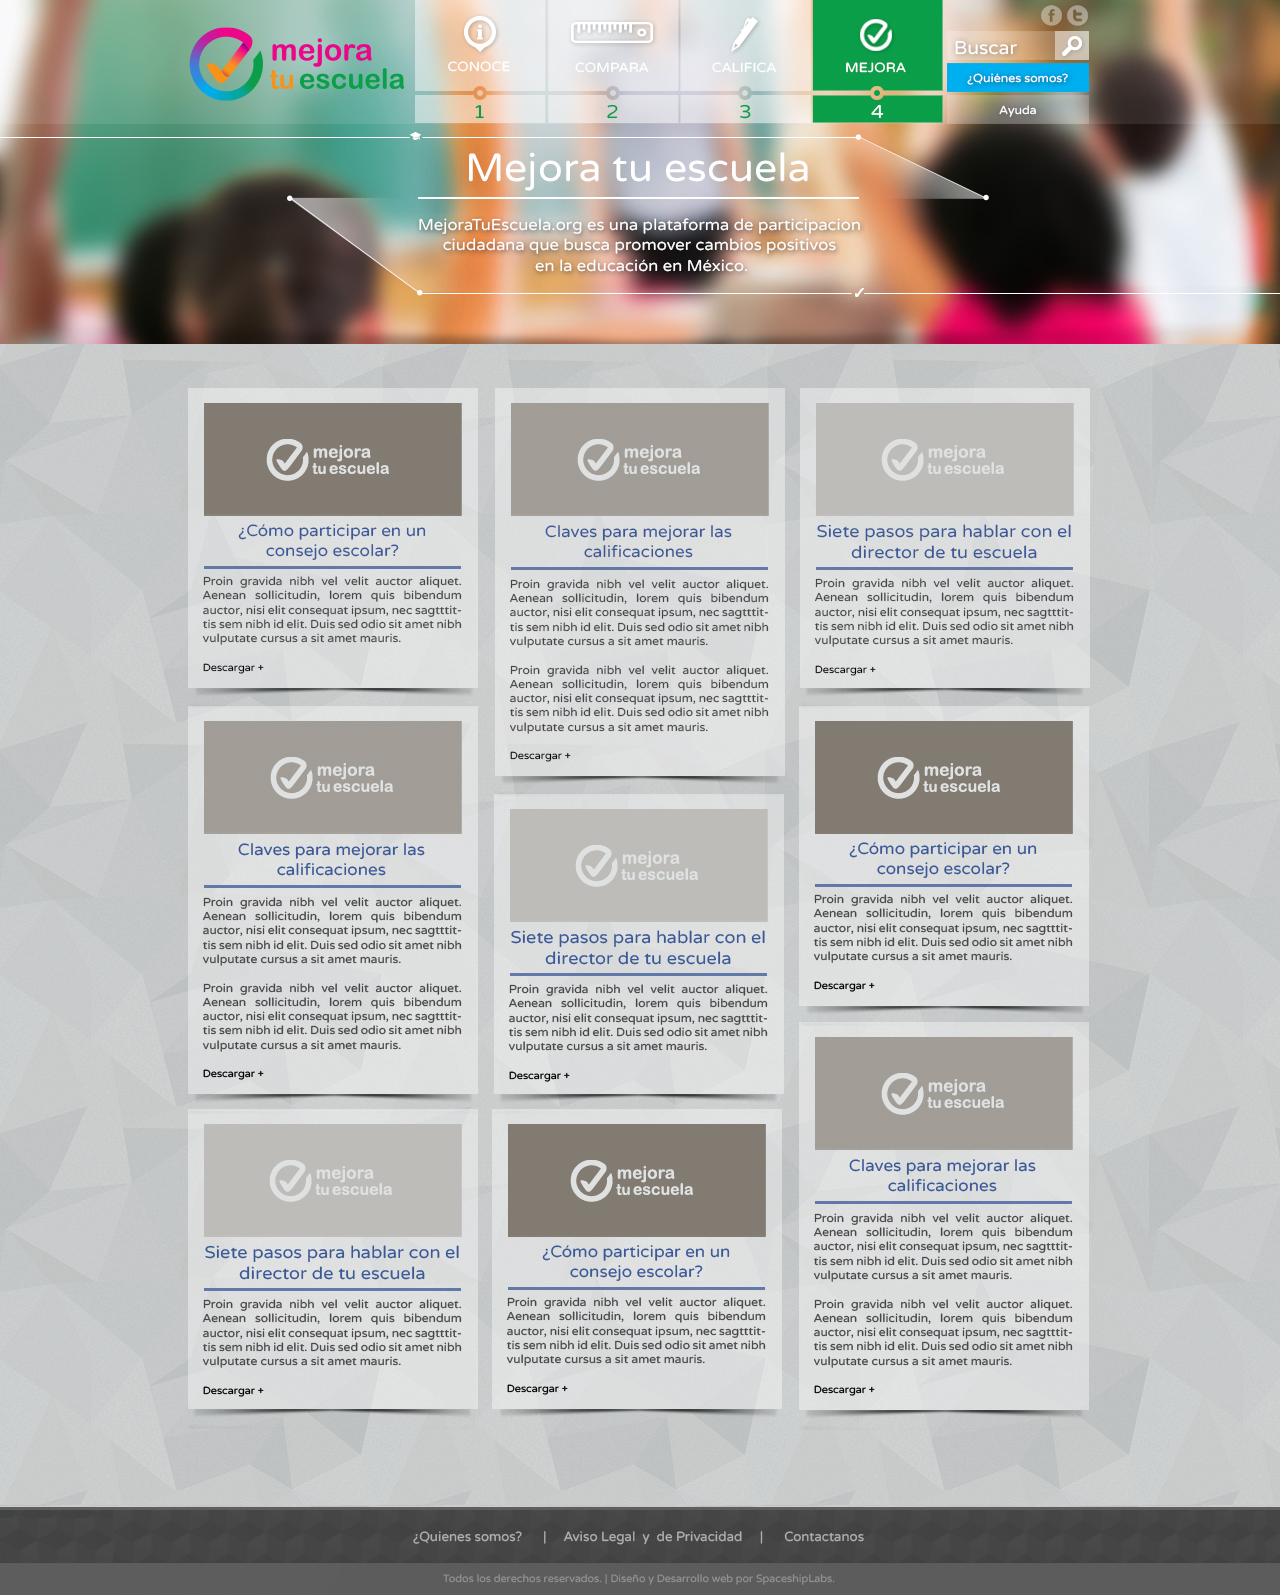 mejora
tu escuela
CONOCE
COMPARA
CALIFICA
MEJORA
1
2
3
4
Buscar
¿Quiénes somos?
Ayuda
Mejora tu escuela
MejoraTuEscuela.org es una plataforma de participacion
ciudadana que busca promover cambios positivos
en la educación en México.
mejora
tu escuela
¿Cómo participar en un
consejo escolar?
Proin gravida nibh vel velit auctor aliquet.
Aenean sollicitudin, lorem quis bibendum
auctor, nisi elit consequat ipsum, nec sagtttit-
tis sem nibh id elit. Duis sed odio sit amet nibh
vulputate cursus a sit amet mauris.
Descargar +
mejora
tu escuela
Claves para mejorar las
calificaciones
Proin gravida nibh vel velit auctor aliquet.
Aenean sollicitudin, lorem quis bibendum
auctor, nisi elit consequat ipsum, nec sagtttit-
tis sem nibh id elit. Duis sed odio sit amet nibh
vulputate cursus a sit amet mauris.
Proin gravida nibh vel velit auctor aliquet.
Aenean sollicitudin, lorem quis bibendum
auctor, nisi elit consequat ipsum, nec sagtttit-
tis sem nibh id elit. Duis sed odio sit amet nibh
vulputate cursus a sit amet mauris.
Descargar +
mejora
tu escuela
Siete pasos para hablar con el
director de tu escuela
Proin gravida nibh vel velit auctor aliquet.
Aenean sollicitudin, lorem quis bibendum
auctor, nisi elit consequat ipsum, nec sagtttit-
tis sem nibh id elit. Duis sed odio sit amet nibh
vulputate cursus a sit amet mauris.
Descargar +
mejora
tu escuela
Claves para mejorar las
calificaciones
Proin gravida nibh vel velit auctor aliquet.
Aenean sollicitudin, lorem quis bibendum
auctor, nisi elit consequat ipsum, nec sagtttit-
tis sem nibh id elit. Duis sed odio sit amet nibh
vulputate cursus a sit amet mauris.
Proin gravida nibh vel velit auctor aliquet.
Aenean sollicitudin, lorem quis bibendum
auctor, nisi elit consequat ipsum, nec sagtttit-
tis sem nibh id elit. Duis sed odio sit amet nibh
vulputate cursus a sit amet mauris.
Descargar +
mejora
tu escuela
Siete pasos para hablar con el
director de tu escuela
Proin gravida nibh vel velit auctor aliquet.
Aenean sollicitudin, lorem quis bibendum
auctor, nisi elit consequat ipsum, nec sagtttit-
tis sem nibh id elit. Duis sed odio sit amet nibh
vulputate cursus a sit amet mauris.
Descargar +
mejora
tu escuela
¿Cómo participar en un
consejo escolar?
Proin gravida nibh vel velit auctor aliquet.
Aenean sollicitudin, lorem quis bibendum
auctor, nisi elit consequat ipsum, nec sagtttit-
tis sem nibh id elit. Duis sed odio sit amet nibh
vulputate cursus a sit amet mauris.
Descargar +
mejora
tu escuela
Siete pasos para hablar con el
director de tu escuela
Proin gravida nibh vel velit auctor aliquet.
Aenean sollicitudin, lorem quis bibendum
auctor, nisi elit consequat ipsum, nec sagtttit-
tis sem nibh id elit. Duis sed odio sit amet nibh
vulputate cursus a sit amet mauris.
Descargar +
mejora
tu escuela
¿Cómo participar en un
consejo escolar?
Proin gravida nibh vel velit auctor aliquet.
Aenean sollicitudin, lorem quis bibendum
auctor, nisi elit consequat ipsum, nec sagtttit-
tis sem nibh id elit. Duis sed odio sit amet nibh
vulputate cursus a sit amet mauris.
Descargar +
mejora
tu escuela
Claves para mejorar las
calificaciones
Proin gravida nibh vel velit auctor aliquet.
Aenean sollicitudin, lorem quis bibendum
auctor, nisi elit consequat ipsum, nec sagtttit-
tis sem nibh id elit. Duis sed odio sit amet nibh
vulputate cursus a sit amet mauris.
Proin gravida nibh vel velit auctor aliquet.
Aenean sollicitudin, lorem quis bibendum
auctor, nisi elit consequat ipsum, nec sagtttit-
tis sem nibh id elit. Duis sed odio sit amet nibh
vulputate cursus a sit amet mauris.
Descargar +
¿Quienes somos? | Aviso Legal y de Privacidad | Contactanos
Todos los derechos reservados. | Diseño y Desarrollo web por SpaceshipLabs.